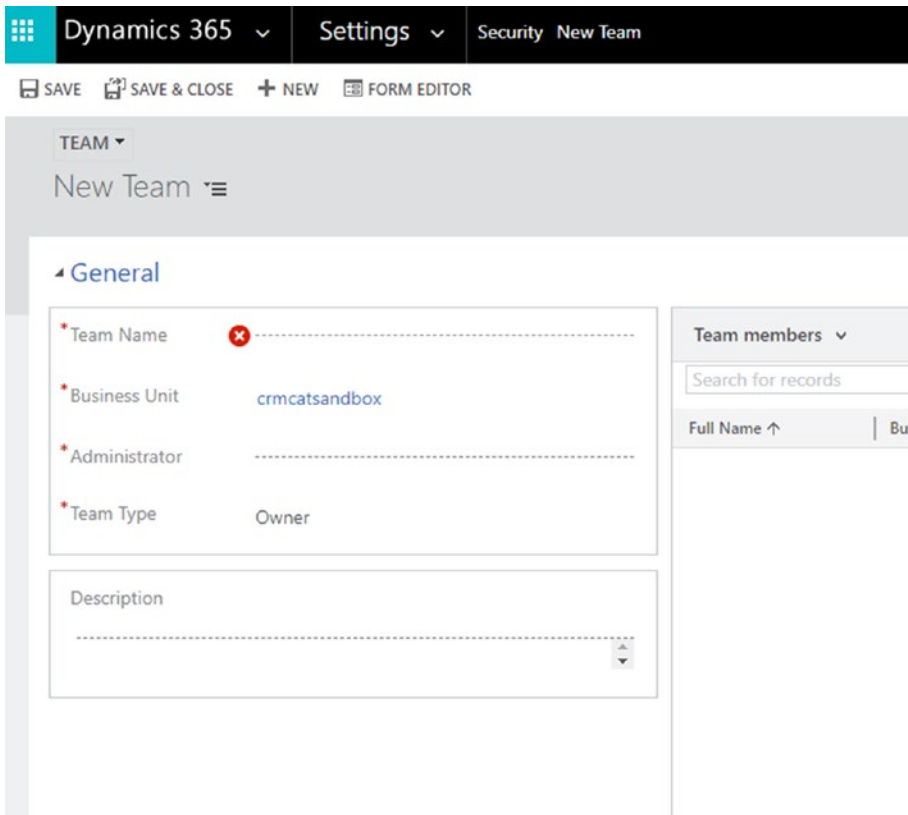 Dynamics 365 Settings Security New Team
SAVE SAVE & CLOSE NEW FORM EDITOR
TEAM
New Team
General
*Team Name
*Business Unit crmcatsandbox
*Administrator
*Team Type Owner
Description
Team members
Search for records
Full Name Bu